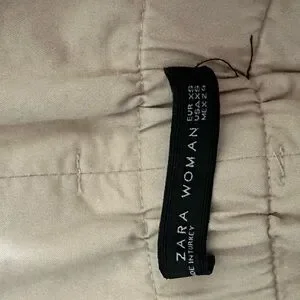 EUR XS
USA XS
MEX 24
ZARA WOMAN
DE IN TURKEY